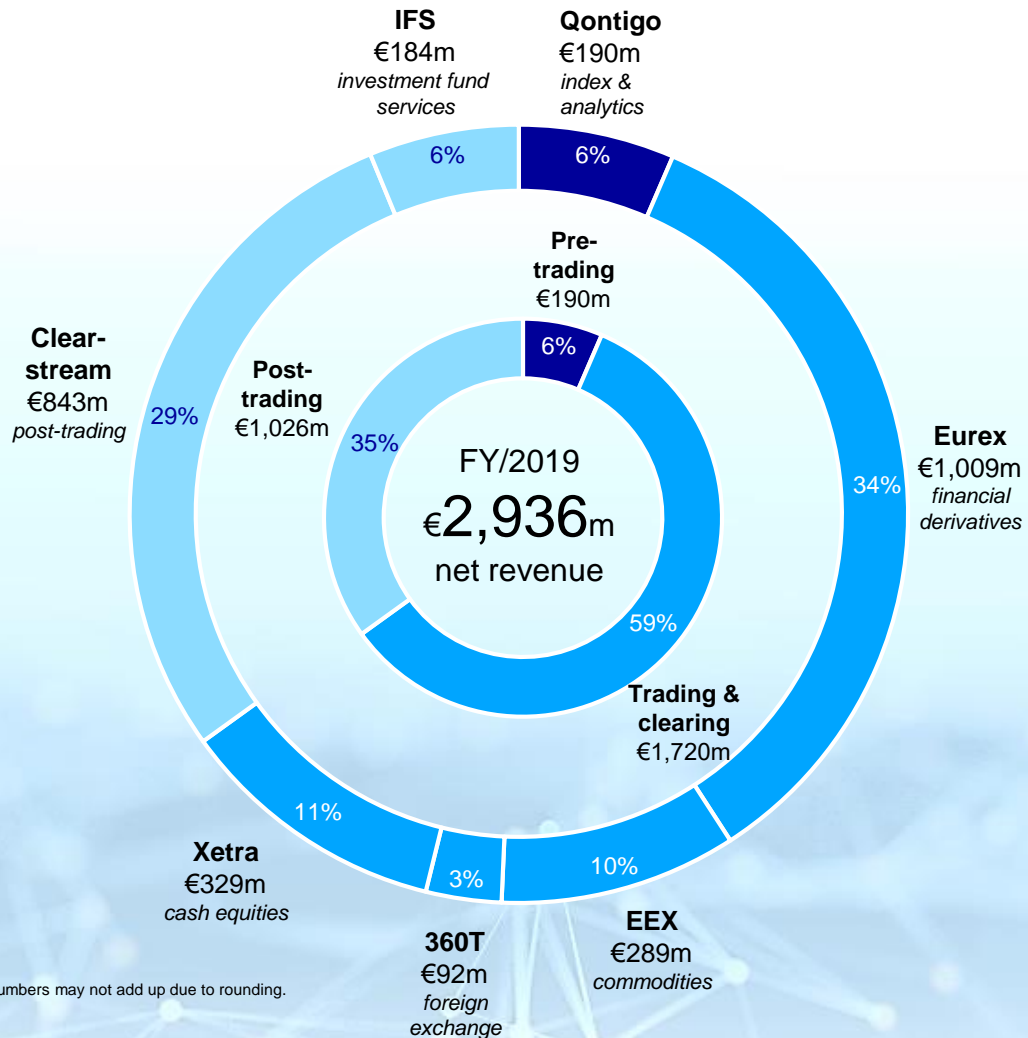 IFS
€184m
investment fund
services
Qontigo
€190m
index &
analytics
6%
6%
Pre-
trading
€190m
6%
Clear-
stream
€843m
post-trading
29%
Post-
trading
€1,026m
35%
FY/2019
€2,936m
net revenue
34%
Eurex
€1,009m
financial
derivatives
59%
Trading &
clearing
€1,720m
11%
Xetra
€329m
cash equities
3%
360T
€92m
foreign
exchange
10%
EEX
€289m
commodities
umbers may not add up due to rounding.